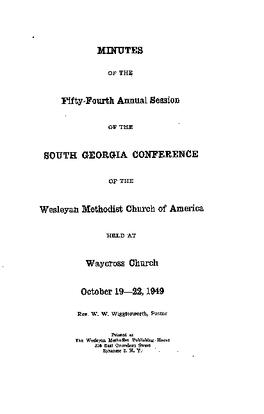 MINUTES
OF THE
Fifty-Fourth Annual Session
OF THE
SOUTH GEORGIA CONFERENCE
OF THE
Wesleyan Methodist Church of America
HELD AT
Waycross Church
October 19—22, 1949
Rev. W. W. Wigglesworth, Pastor
Printed at
The Wesleyan Methodist Publishing House
East Onondaga Street
Syracuse 2, N. Y.